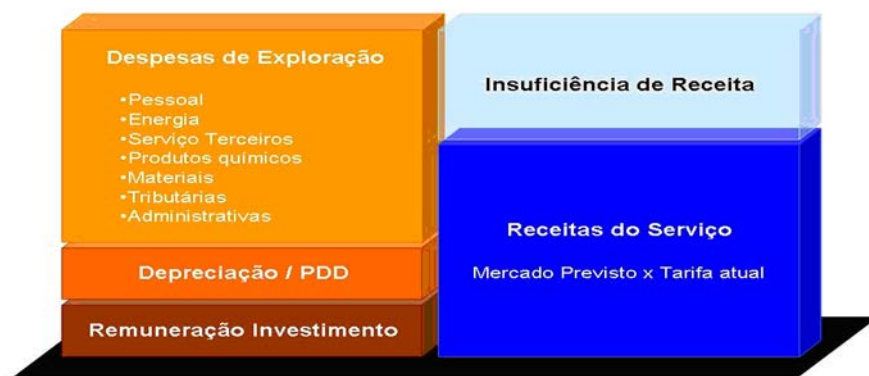 Despesas de Exploração
•Pessoal
•Energia
•Serviço Terceiros
•Produtos químicos
•Materiais
•Tributárias
•Administrativas
Depreciação / PDD
Remuneração Investimento
Insuficiência de Receita
Receitas do Serviço
Mercado Previsto x Tarifa atual